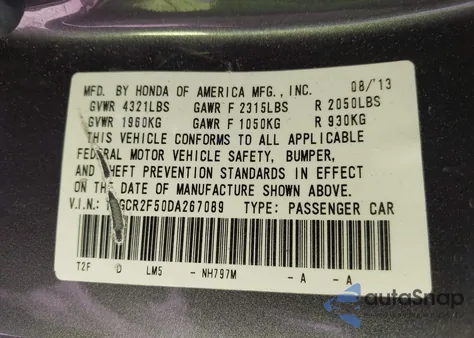 MFD. BY HONDA OF AMERICA MFG., INC. 08/'13
GVWR 4321LBS GAWR F 2315LBS R 2050LBS
GVWR 1960KG GAWR F 1050KG R 930KG
THIS VEHICLE CONFORMS TO ALL APPLICABLE
FEDERAL MOTOR VEHICLE SAFETY, BUMPER,
AND THEFT PREVENTION STANDARDS IN EFFECT
ON THE DATE OF MANUFACTURE SHOWN ABOVE.
V.I.N.: GCR2F50DA267089 TYPE: PASSENGER CAR
T2F D LM5 - NH797M - A - A
autoSnap